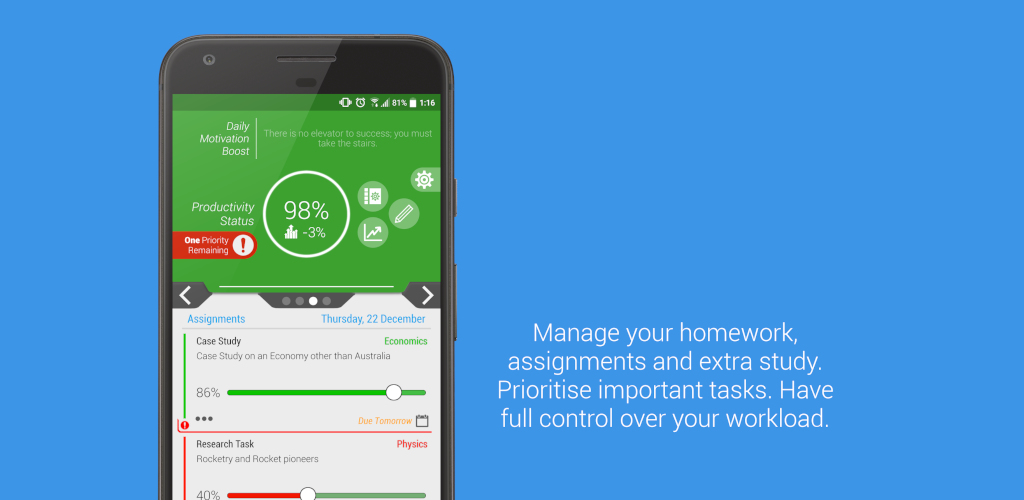 81% 1:16
Daily
Motivation
Boost
There is no elevator to success; you must
take the stairs.
Productivity
Status
98%
-3%
One Priority
Remaining
Assignments Thursday, 22 December
Case Study Economics
Case Study on an Economy other than Australia
86%
Due Tomorrow
Research Task Physics
Rocketry and Rocket pioneers
40%
Manage your homework,
assignments and extra study.
Prioritise important tasks. Have
full control over your workload.